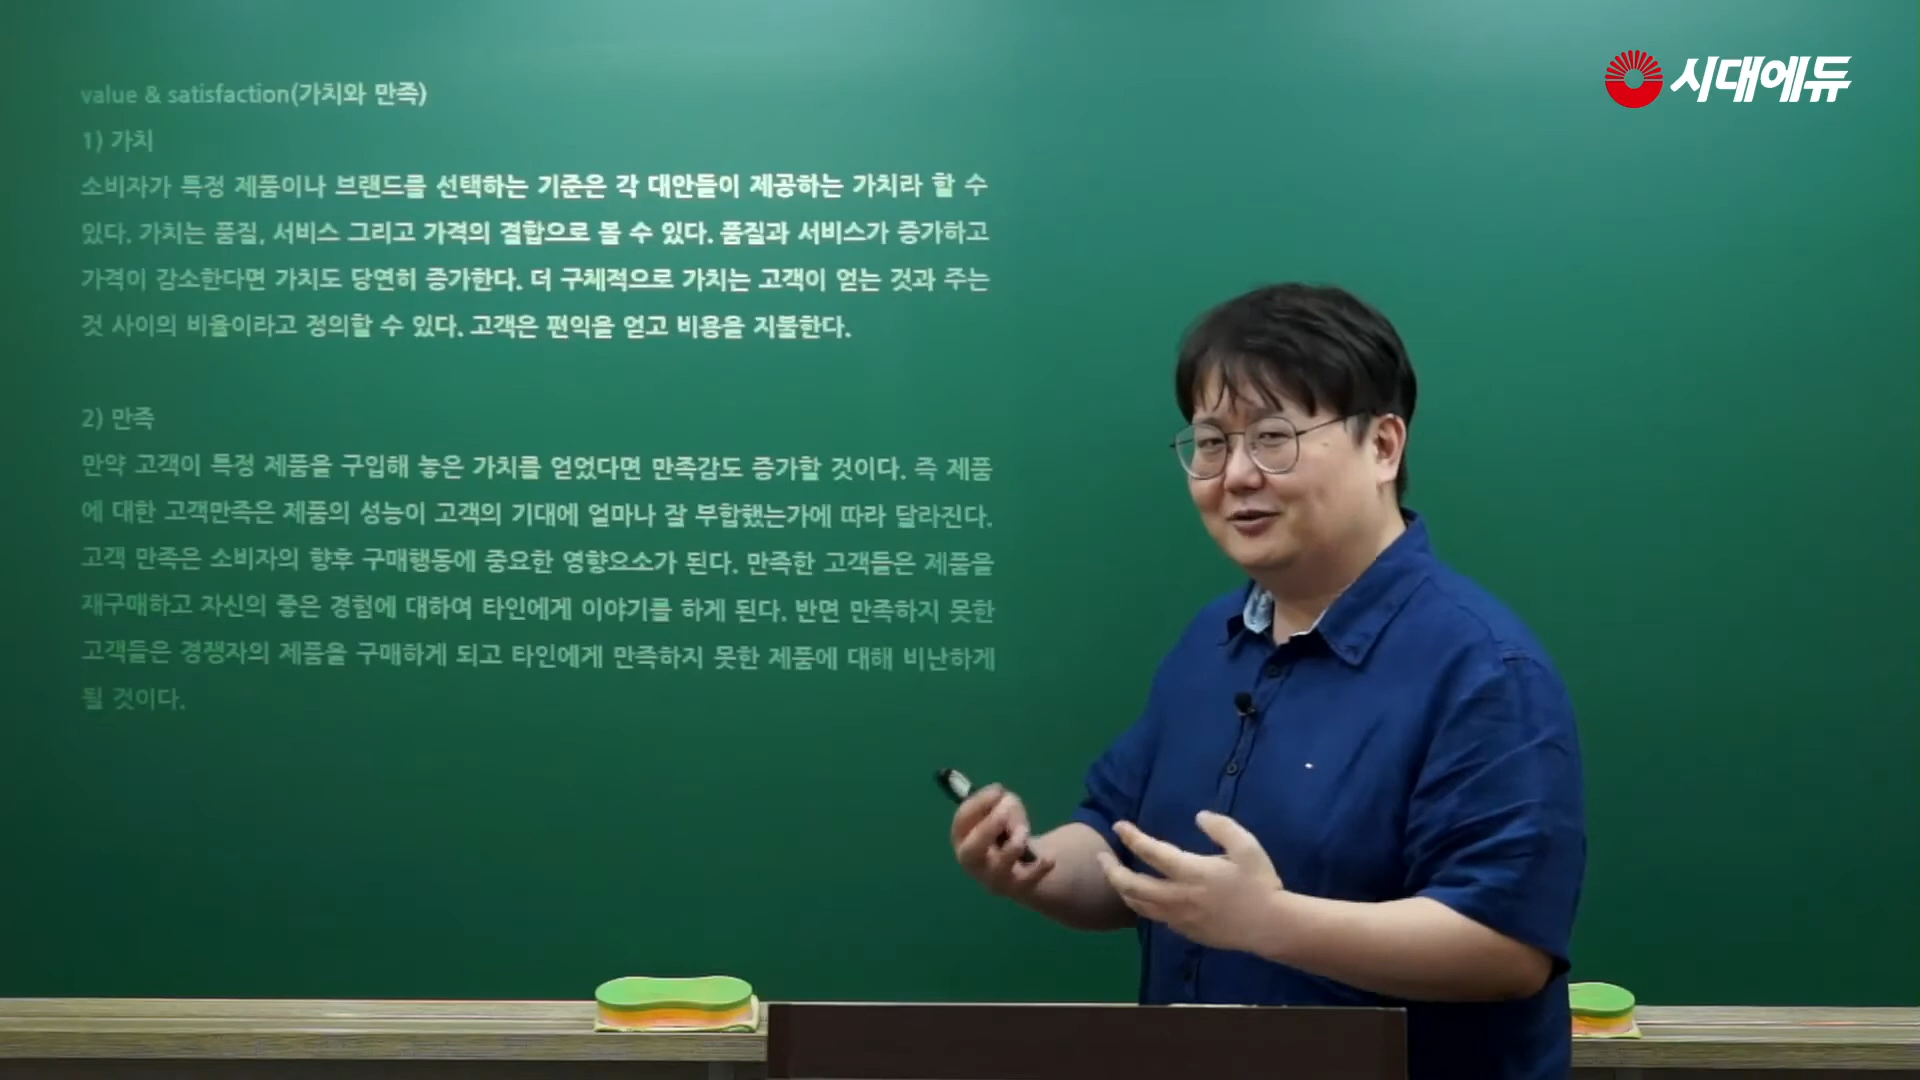 value & satisfaction(가치와 만족)
1) 가치
소비자가 특정 제품이나 브랜드를 선택하는 기준은 각 대안들이 제공하는 가치라 할 수
있다. 가치는 품질, 서비스 그리고 가격의 결합으로 볼 수 있다. 품질과 서비스가 증가하고
가격이 감소한다면 가치도 당연히 증가한다. 더 구체적으로 가치는 고객이 얻는 것과 주는
것 사이의 비율이라고 정의할 수 있다. 고객은 편익을 얻고 비용을 지불한다.
2) 만족
만약 고객이 특정 제품을 구입해 높은 가치를 얻었다면 만족감도 증가할 것이다. 즉 제품
에 대한 고객만족은 제품의 성능이 고객의 기대에 얼마나 잘 부합했는가에 따라 달라진다.
고객 만족은 소비자의 향후 구매행동에 중요한 영향요소가 된다. 만족한 고객들은 제품을
재구매하고 자신의 좋은 경험에 대하여 타인에게 이야기를 하게 된다. 반면 만족하지 못한
고객들은 경쟁자의 제품을 구매하게 되고 타인에게 만족하지 못한 제품에 대해 비난하게
될 것이다.
시대에듀